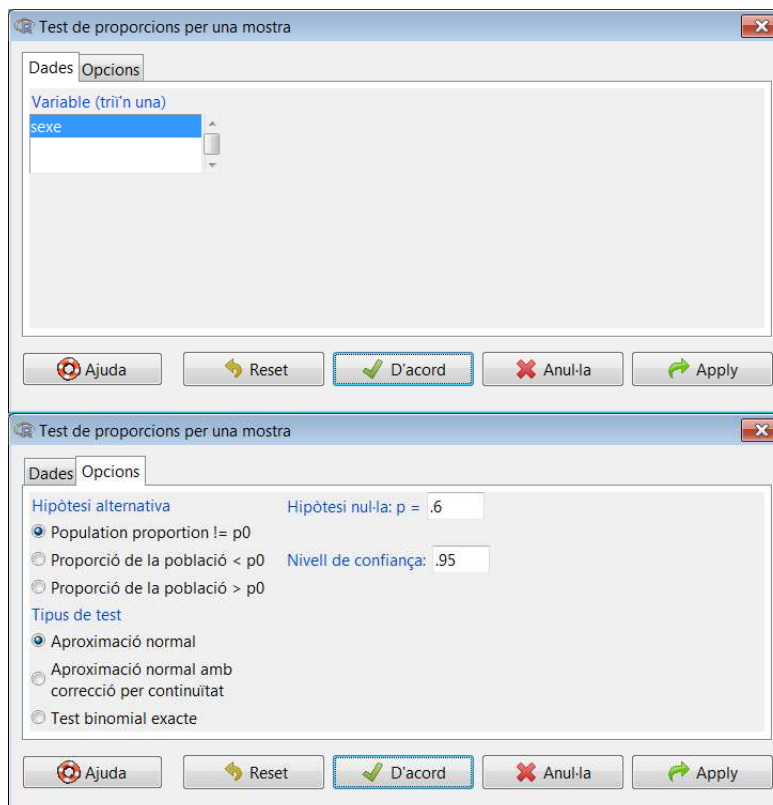 Test de proporcions per una mostra
Dades Opcions
Variable (triï'n una)
sexe
Ajuda Reset D'acord Anul·la Apply
Test de proporcions per una mostra
Dades Opcions
Hipòtesi alternativa Hipòtesi nul·la: p = .6
Population proportion != p0
Proporció de la població < p0 Nivell de confiança: .95
Proporció de la població > p0
Tipus de test
Aproximació normal
Aproximació normal amb
correcció per continuïtat
Test binomial exacte
Ajuda Reset D'acord Anul·la Apply